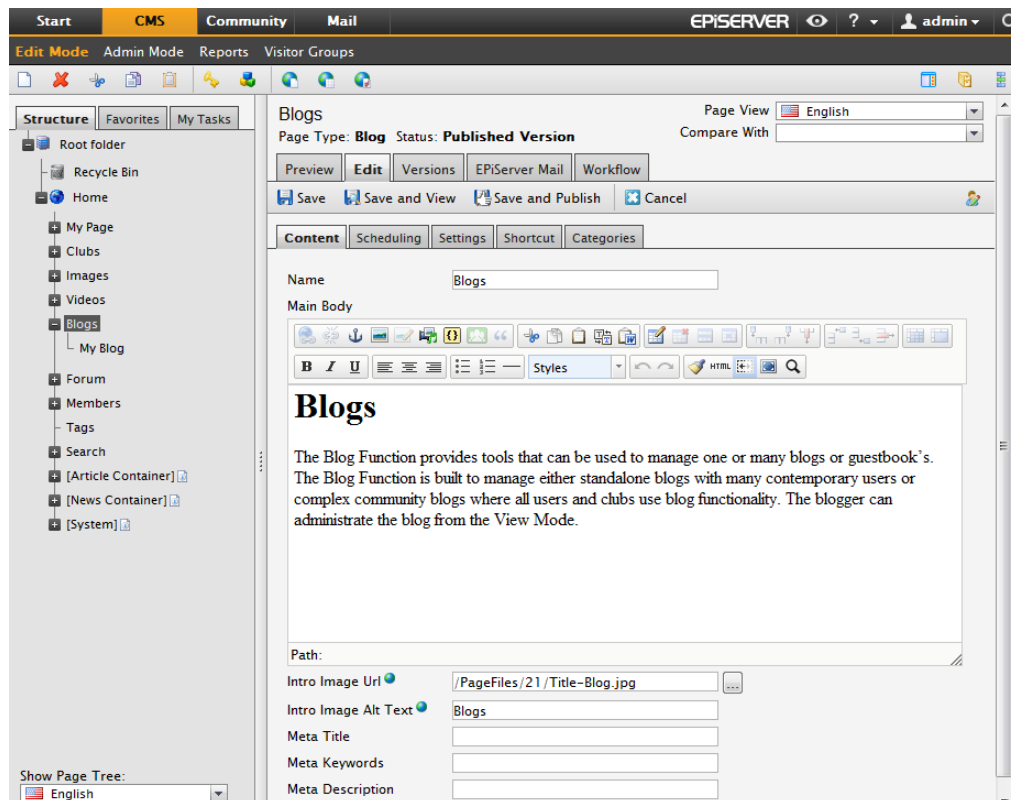 Start CMS Community Mail EPiSERVER ? admin
Edit Mode Admin Mode Reports Visitor Groups
Structure Favorites My Tasks
Root folder
Recycle Bin
Home
My Page
Clubs
Images
Videos
Blogs
My Blog
Forum
Members
Tags
Search
[Article Container]
[News Container]
[System]
Show Page Tree:
English
Blogs
Page Type: Blog Status: Published Version
Page View English
Compare With
Preview Edit Versions EPiServer Mail Workflow
Save Save and View Save and Publish Cancel
Content Scheduling Settings Shortcut Categories
Name Blogs
Main Body
B I U Styles HTML
Blogs
The Blog Function provides tools that can be used to manage one or many blogs or guestbook's.
The Blog Function is built to manage either standalone blogs with many contemporary users or
complex community blogs where all users and clubs use blog functionality. The blogger can
administrate the blog from the View Mode.
Path:
Intro Image Url /PageFiles/21/Title-Blog.jpg ...
Intro Image Alt Text Blogs
Meta Title
Meta Keywords
Meta Description